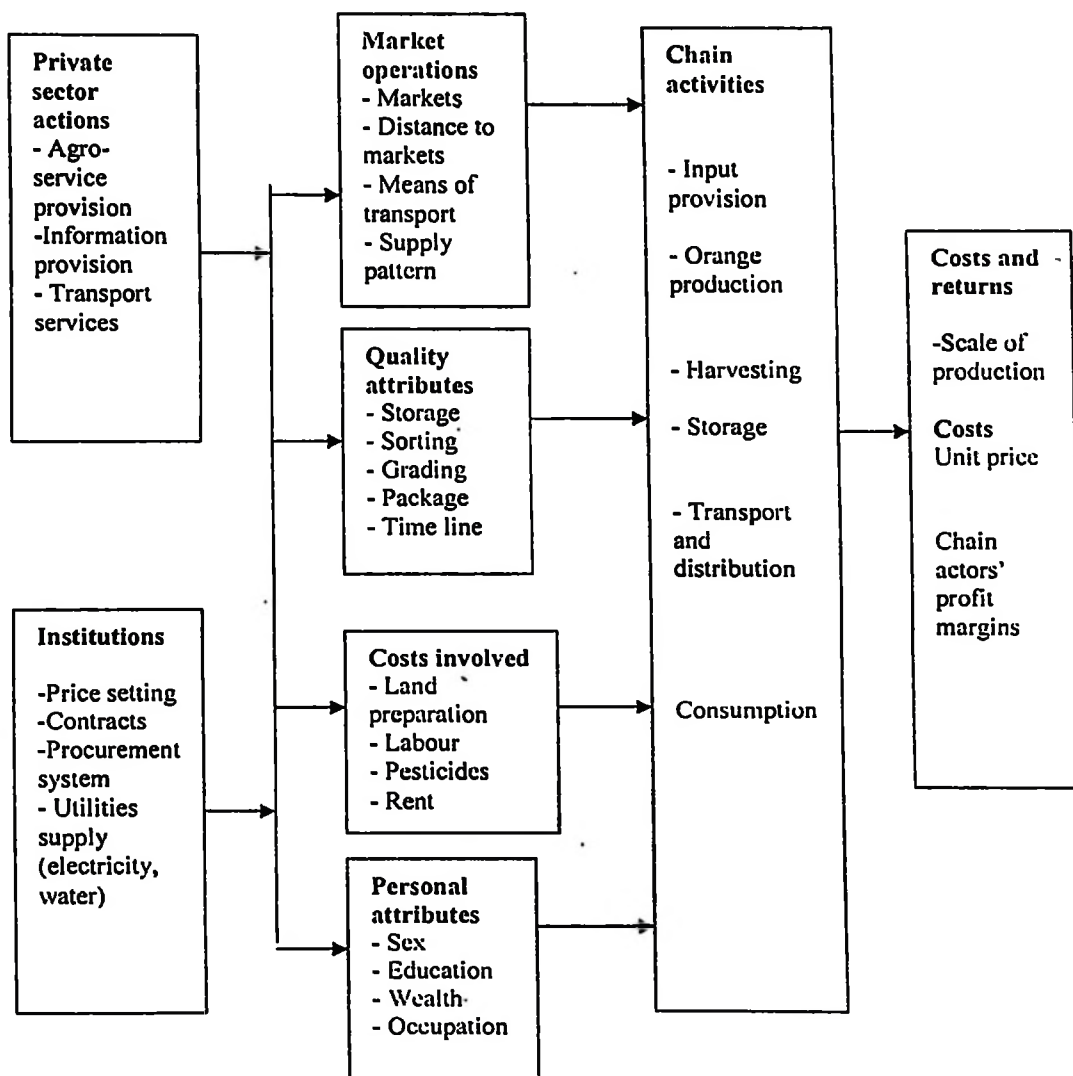 Private
sector
actions
- Agro-
service
provision
-Information
provision
- Transport
services
Institutions
-Price setting
-Contracts
-Procurement
system
- Utilities
supply
(electricity,
water)
Market
operations
- Markets
- Distance to
markets
- Means of
transport
- Supply
pattern
Quality
attributes
- Storage
- Sorting
- Grading
- Package
- Time line
Costs involved
- Land
preparation
- Labour
- Pesticides
- Rent
Personal
attributes
- Sex
- Education
- Wealth
- Occupation
Chain
activities
- Input
provision
- Orange
production
- Harvesting
- Storage
- Transport
and
distribution
Consumption
Costs and
returns
-Scale of
production
Costs
Unit price
Chain
actors'
profit
margins